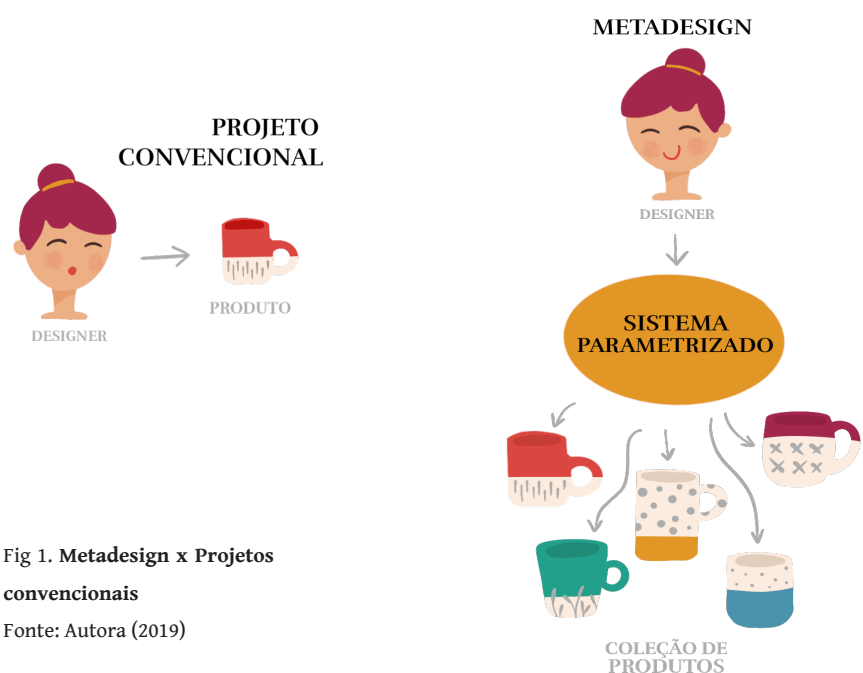 PROJETO
CONVENCIONAL
DESIGNER
PRODUTO
METADESIGN
DESIGNER
SISTEMA
PARAMETRIZADO
COLEÇÃO DE
PRODUTOS
Fig 1. Metadesign x Projetos
convencionais
Fonte: Autora (2019)